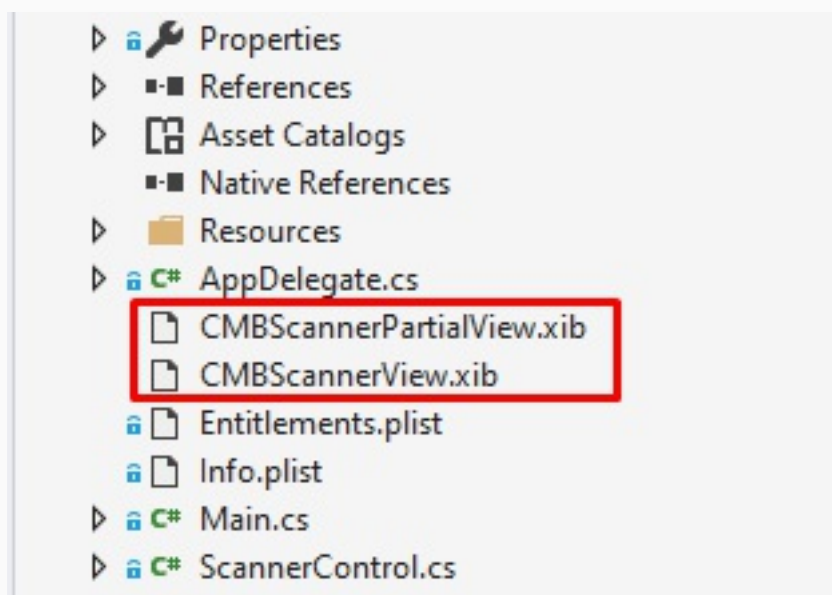 Properties
References
Asset Catalogs
Native References
Resources
C# AppDelegate.cs
CMBScannerPartialView.xib
CMBScannerView.xib
Entitlements.plist
Info.plist
C# Main.cs
C# ScannerControl.cs